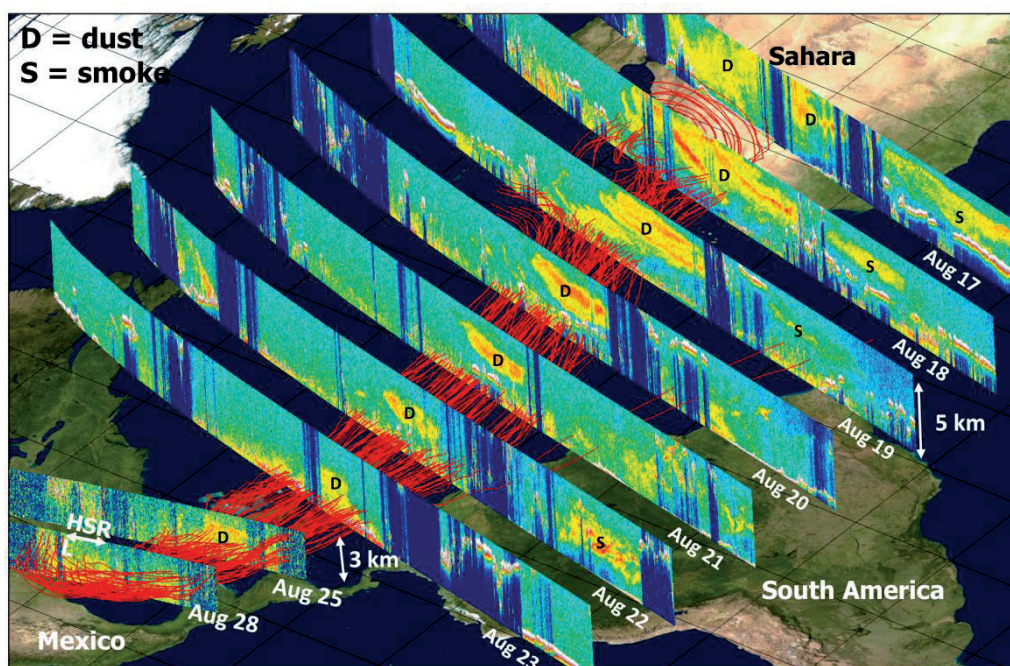 D = dust
S = smoke
Sahara
D
D
D
S
Aug 17
D
S
Aug 18
D
S
Aug 19
5 km
D
Aug 20
D
Aug 21
D
S
Aug 22
D
3 km
Aug 23
HSR
L
D
Aug 25
Aug 28
South America
Mexico